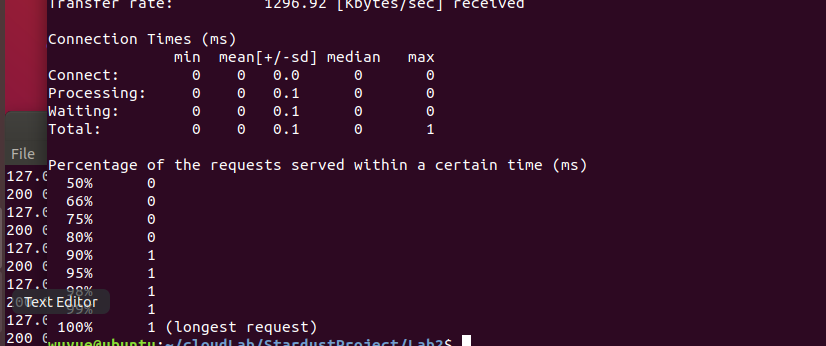 Transfer rate:          1296.92 [Kbytes/sec] received
Connection Times (ms)
              min  mean[+/-sd] median   max
Connect:        0    0   0.0      0       0
Processing:     0    0   0.1      0       0
Waiting:        0    0   0.1      0       0
Total:          0    0   0.1      0       1
Percentage of the requests served within a certain time (ms)
  50%      0
  66%      0
  75%      0
  80%      0
  90%      1
  95%      1
  98%      1
  99%      1
 100%      1 (longest request)
wuyue@ubuntu:~/cloudLab/StardustProject/Lab2$
File
127.0
200 0
127.0
200 0
127.0
200 0
127.0
200
Text Editor
127.0
200 0